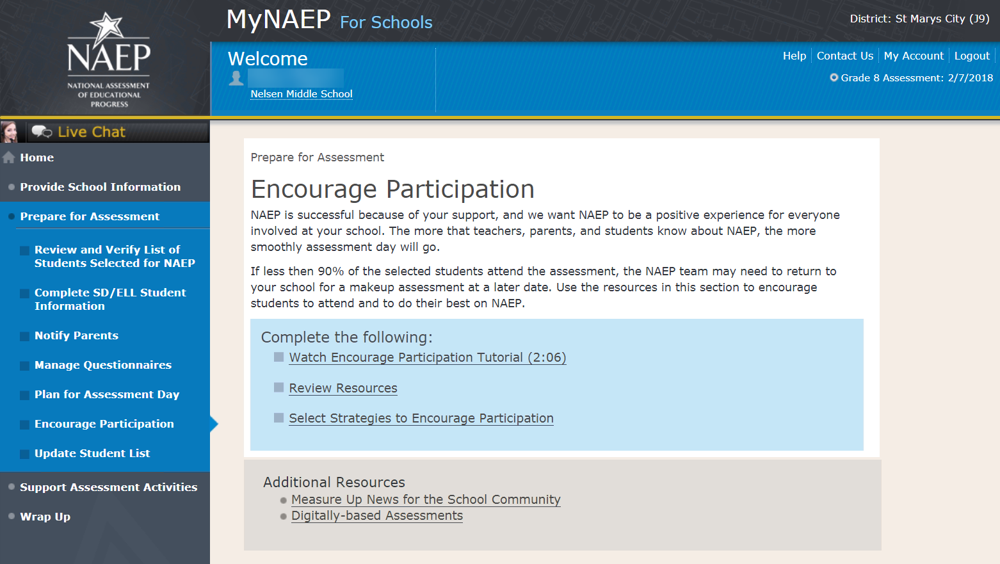 MyNAEP For Schools
District: St Marys City (J9)
NAEP
NATIONAL ASSESSMENT
OF EDUCATIONAL
PROGRESS
Welcome
Nelsen Middle School
Help
Contact Us
My Account
Logout
Grade 8 Assessment: 2/7/2018
Live Chat
Home
Provide School Information
Prepare for Assessment
Review and Verify List of
Students Selected for NAEP
Complete SD/ELL Student
Information
Notify Parents
Manage Questionnaires
Plan for Assessment Day
Encourage Participation
Update Student List
Support Assessment Activities
Wrap Up
Prepare for Assessment
Encourage Participation
NAEP is successful because of your support, and we want NAEP to be a positive experience for everyone
involved at your school. The more that teachers, parents, and students know about NAEP, the more
smoothly assessment day will go.
If less then 90% of the selected students attend the assessment, the NAEP team may need to return to
your school for a makeup assessment at a later date. Use the resources in this section to encourage
students to attend and to do their best on NAEP.
Complete the following:
Watch Encourage Participation Tutorial (2:06)
Review Resources
Select Strategies to Encourage Participation
Additional Resources
Measure Up News for the School Community
Digitally-based Assessments